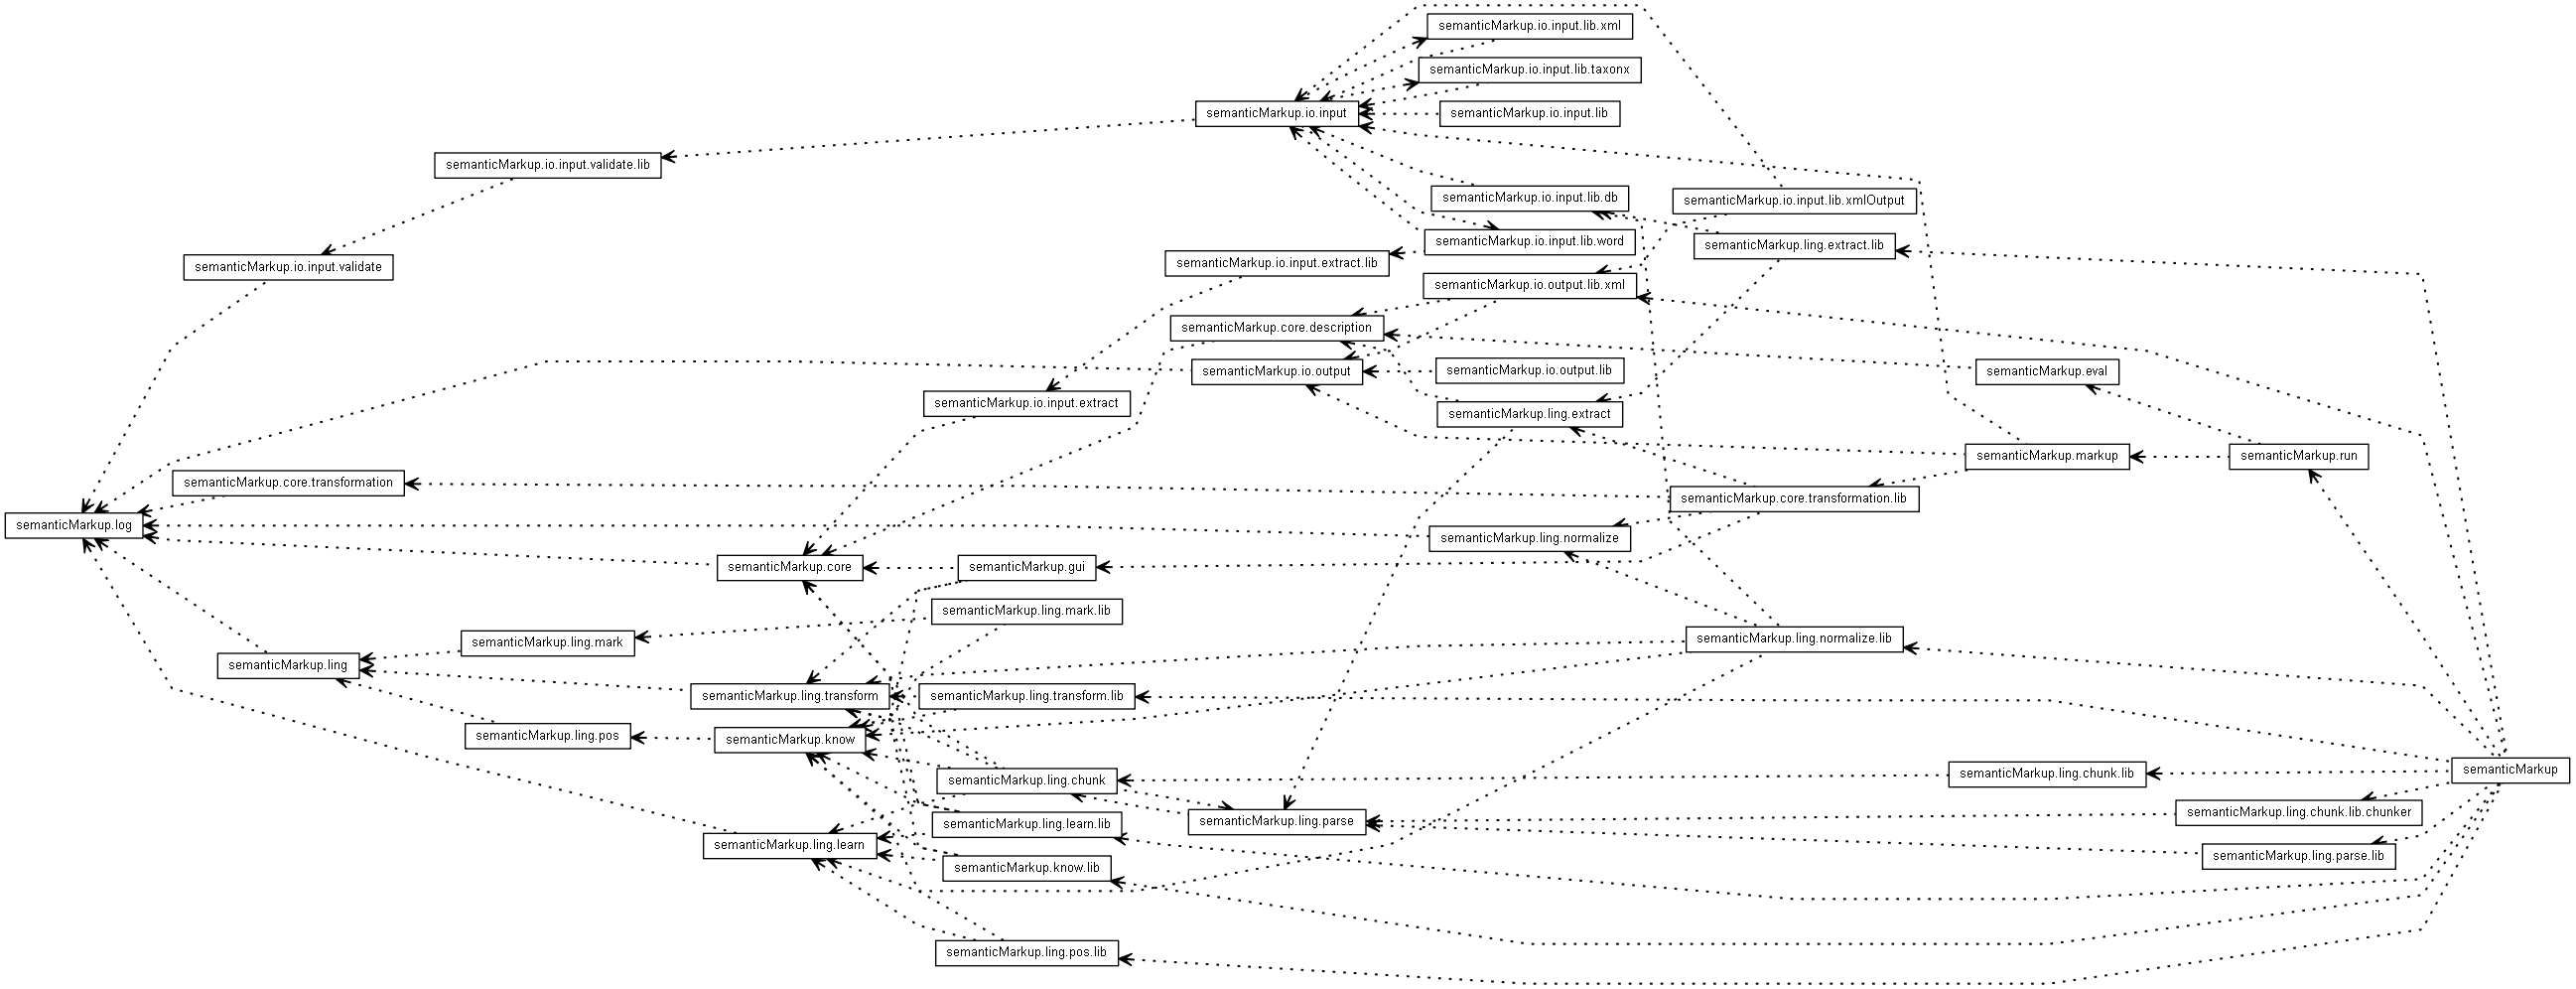 semanticMarkup.io.input.lib.xml
semanticMarkup.io.input.lib.taxonx
semanticMarkup.io.input
semanticMarkup.io.input.lib
semanticMarkup.io.input.validate.lib
semanticMarkup.io.input.lib.db
semanticMarkup.io.input.lib.xmlOutput
semanticMarkup.io.input.lib.word
semanticMarkup.ling.extract.lib
semanticMarkup.io.input.validate
semanticMarkup.io.input.extract.lib
semanticMarkup.io.output.lib.xml
semanticMarkup.core.description
semanticMarkup.io.output
semanticMarkup.io.output.lib
semanticMarkup.eval
semanticMarkup.io.input.extract
semanticMarkup.ling.extract
semanticMarkup.markup
semanticMarkup.run
semanticMarkup.core.transformation
semanticMarkup.core.transformation.lib
semanticMarkup.log
semanticMarkup.ling.normalize
semanticMarkup.core
semanticMarkup.gui
semanticMarkup.ling.mark.lib
semanticMarkup.ling.mark
semanticMarkup.ling.normalize.lib
semanticMarkup.ling
semanticMarkup.ling.transform
semanticMarkup.ling.transform.lib
semanticMarkup.ling.pos
semanticMarkup.know
semanticMarkup.ling.chunk
semanticMarkup.ling.chunk.lib
semanticMarkup
semanticMarkup.ling.learn.lib
semanticMarkup.ling.parse
semanticMarkup.ling.chunk.lib.chunker
semanticMarkup.ling.learn
semanticMarkup.know.lib
semanticMarkup.ling.parse.lib
semanticMarkup.ling.pos.lib